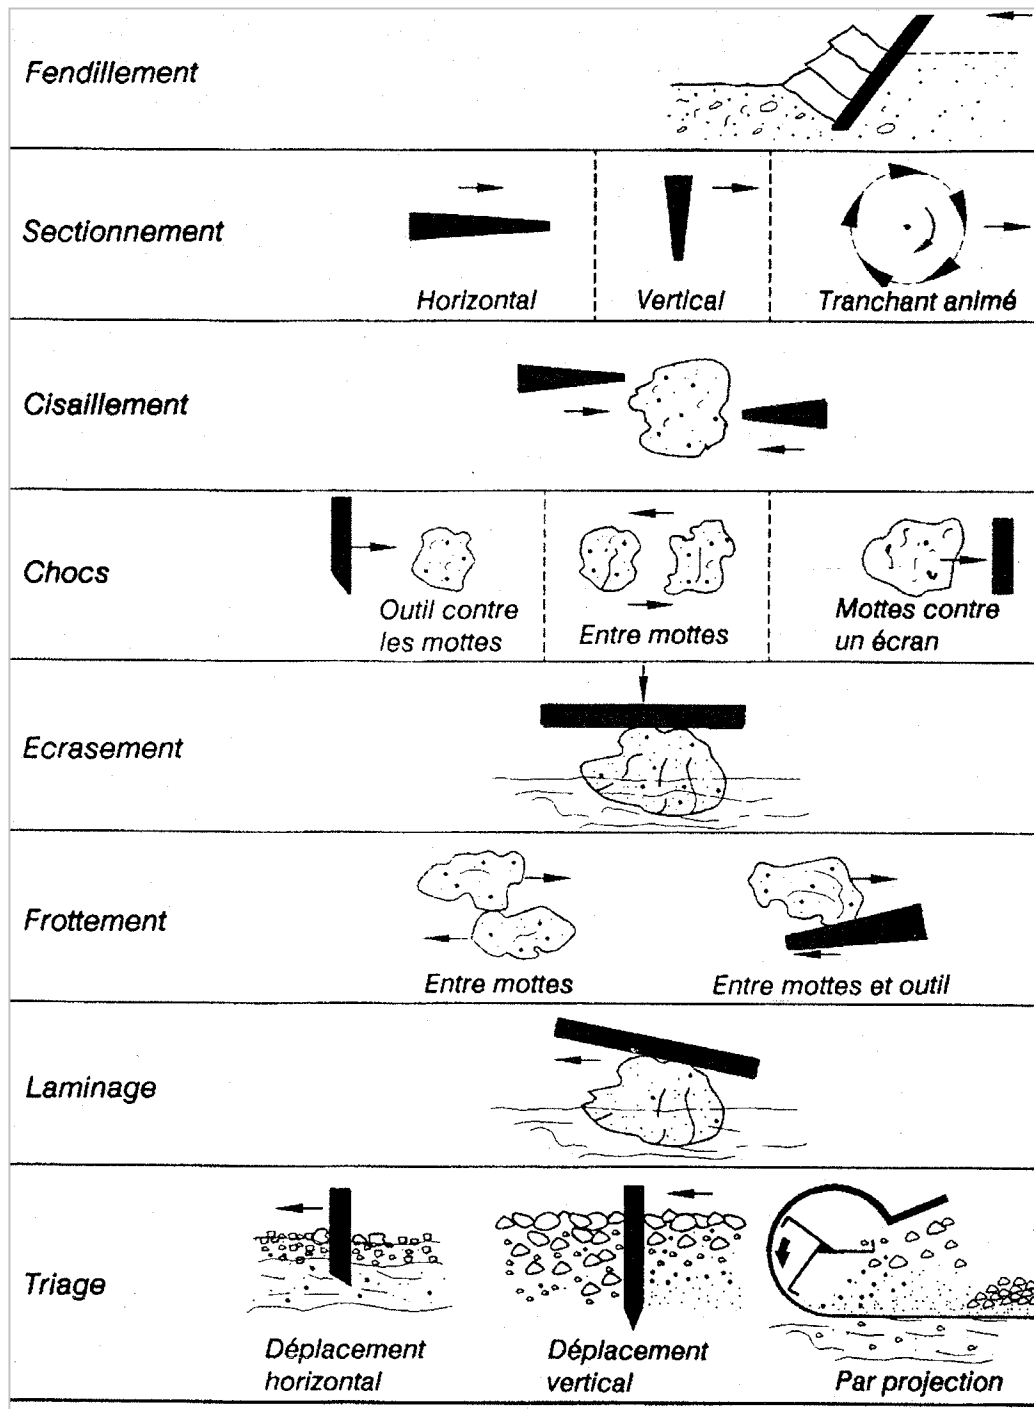 Fendillement
Sectionnement
Horizontal
Vertical
Tranchant animé
Cisaillement
Chocs
Outil contre
les mottes
Entre mottes
Mottes contre
un écran
Ecrasement
Frottement
Entre mottes
Entre mottes et outil
Laminage
Triage
Déplacement
horizontal
Déplacement
vertical
Par projection